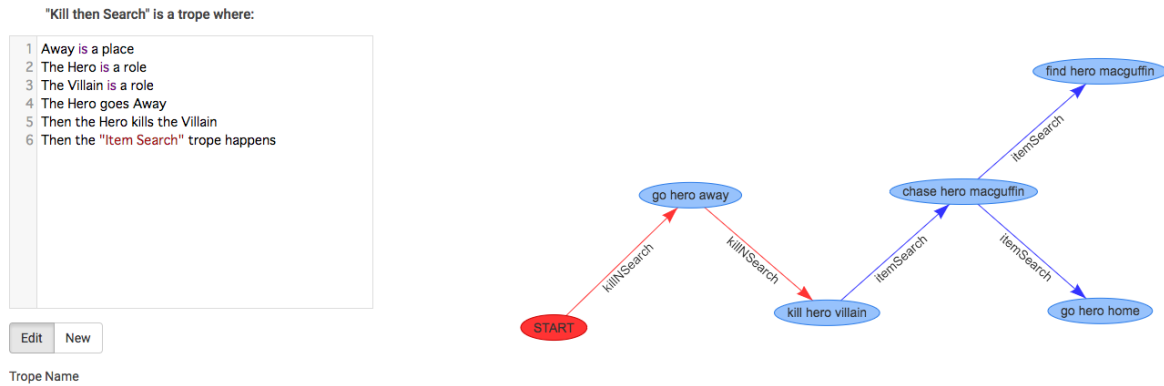 "Kill then Search" is a trope where:
1 Away is a place
2 The Hero is a role
3 The Villain is a role
4 The Hero goes Away
5 Then the Hero kills the Villain
6 Then the "Item Search" trope happens
Edit New
Trope Name
find hero macguffin
itemSearch
chase hero macguffin
go hero away
killNSearch
killNSearch
itemSearch
itemSearch
kill hero villain
go hero home
START